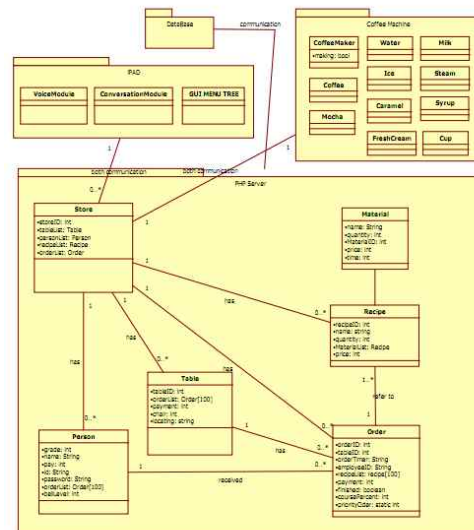 DataBase
communication
Coffee Machine
CoffeeMaker
making: bool
Water
Milk
Coffee
Ice
Steam
Mocha
Caramel
Syrup
FreshCream
Cup
IPAD
VoiceModule
ConversationModule
GUI MENU TREE
1
1
both communication
both communication
0..*
PHP Server
Store
storeID: int
tableList: Table
personList: Person
recipeList: Recipe
orderList: Order
1
1
1
1
1
Material
name: String
quantity: int
MaterialID: int
price: int
time: int
has
0..*
Recipe
recipeID: int
name: string
quantity: int
MaterialList: Recipe
price: int
has
has
0..*
has
1..*
refer to
1
Table
tableID: int
orderList: Order[100]
payment: int
chair: int
locating: string
0..*
0..*
1
has
0..*
Person
grade: int
name: String
pay: int
id: String
password: String
orderList: Order[100]
1
received
0..*
Order
orderID: int
tableID: int
orderTimer: String
employeeID: String
recipeList: recipe[100]
payment: int
finished: boolean
coursePercent: int
priorityOder: static int